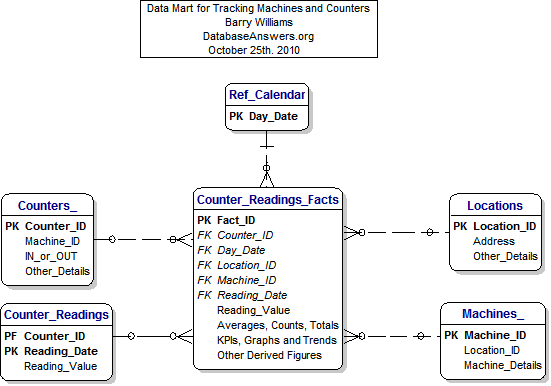 Data Mart for Tracking Machines and Counters
Barry Williams
DatabaseAnswers.org
October 25th. 2010
Ref_Calendar
PK Day_Date
Counters_
PK Counter_ID
Machine_ID
IN_or_OUT
Other_Details
Counter_Readings_Facts
PK Fact_ID
FK Counter_ID
FK Day_Date
FK Location_ID
FK Machine_ID
FK Reading_Date
Reading_Value
Averages, Counts, Totals
KPIs, Graphs and Trends
Other Derived Figures
Locations
PK Location_ID
Address
Other_Details
Counter_Readings
PF Counter_ID
PK Reading_Date
Reading_Value
Machines_
PK Machine_ID
Location_ID
Machine_Details